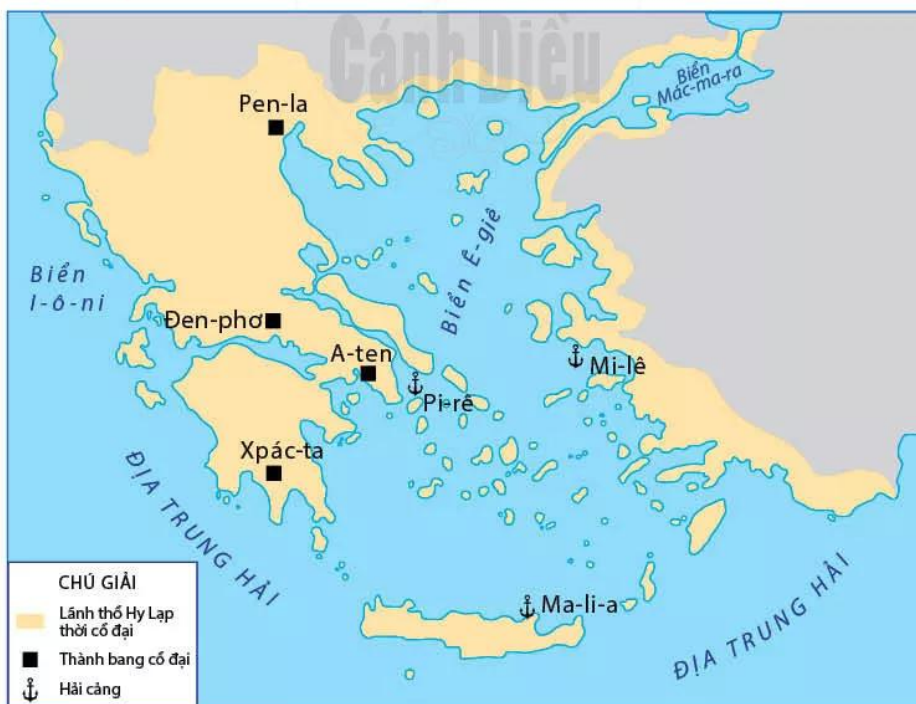 Cánh Diều
Biển
Mác-ma-ra
Pen-la
Biển Ê-giê
Biển
I-ô-ni
Đen-phơ
A-ten
Pi-rê
Mi-lê
Xpác-ta
ĐỊA TRUNG HẢI
Ma-li-a
ĐỊA TRUNG HẢI
CHÚ GIẢI
Lãnh thổ Hy Lạp
thời cổ đại
Thành bang cổ đại
Hải cảng